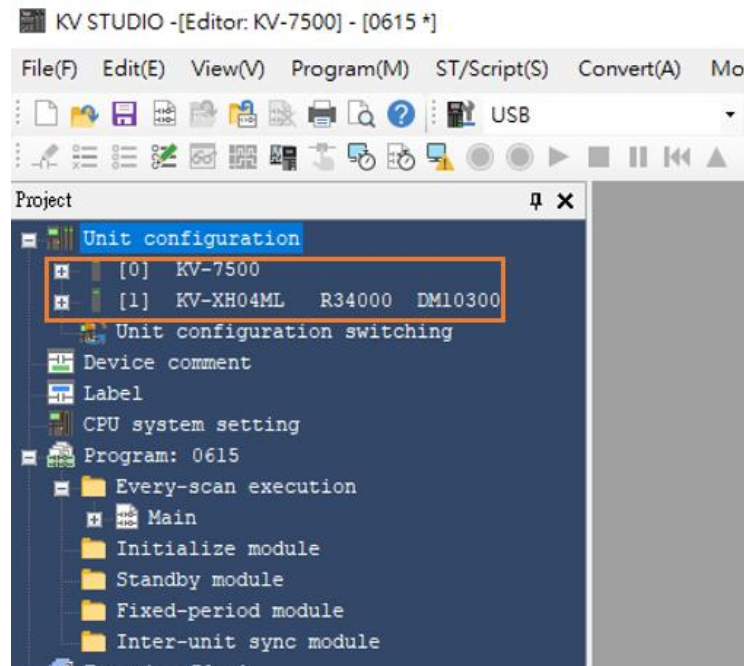 KV STUDIO -[Editor: KV-7500] - [0615 *]
File(F) Edit(E) View(V) Program(M) ST/Script(S) Convert(A) Mo
USB
Project
Unit configuration
[0] KV-7500
[1] KV-XH04ML R34000 DM10300
Unit configuration switching
Device comment
Label
CPU system setting
Program: 0615
Every-scan execution
Main
Initialize module
Standby module
Fixed-period module
Inter-unit sync module